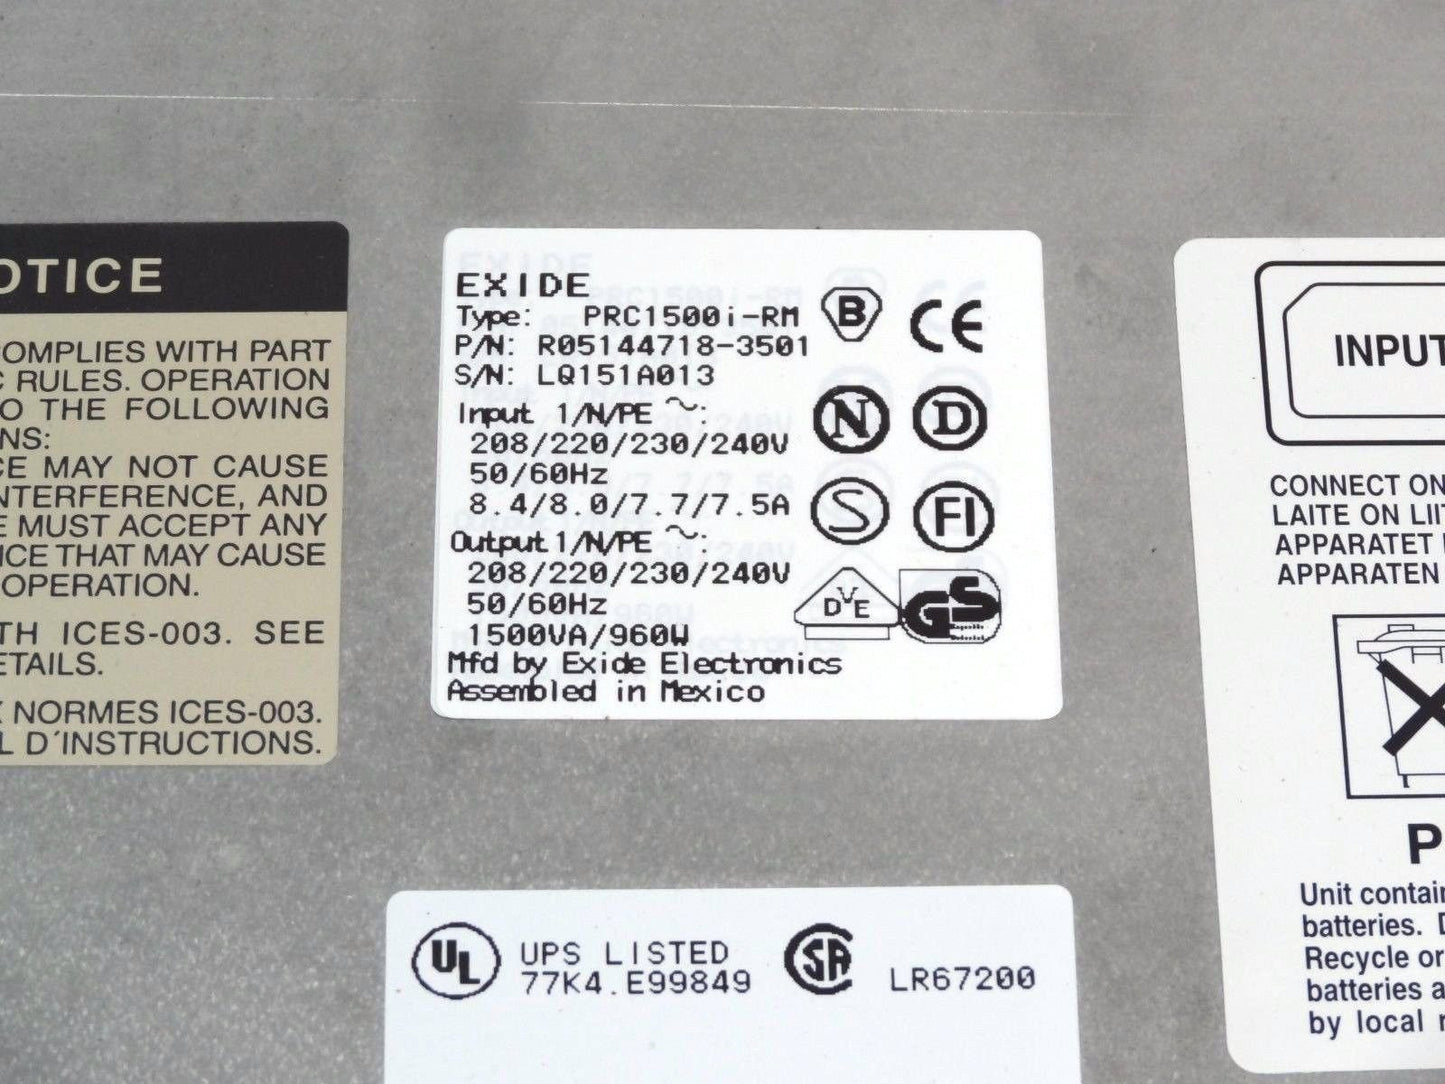 OTICE
OMPLIES WITH PART
RULES. OPERATION
O THE FOLLOWING
NS:
CE MAY NOT CAUSE
NTERFERENCE, AND
E MUST ACCEPT ANY
ICE THAT MAY CAUSE
OPERATION.
TH ICES-003. SEE
ETAILS.
X NORMES ICES-003.
L D'INSTRUCTIONS.
EXIDE
Type: PRC1500i-RM
P/N: R05144718-3501
S/N: LQ151A013
Input 1/N/PE ~:
208/220/230/240V
50/60Hz
8.4/8.0/7.7/7.5A
Output 1/N/PE ~:
208/220/230/240V
50/60Hz
1500VA/960W
Mfd by Exide Electronics
Assembled in Mexico
B CE
N D
S FI
DVE GS
UL UPS LISTED
77K4.E99849
SA LR67200
INPUT
CONNECT ON
LAITE ON LII
APPARATET
APPARATEN
P
Unit contain
batteries.
Recycle or
batteries a
by local